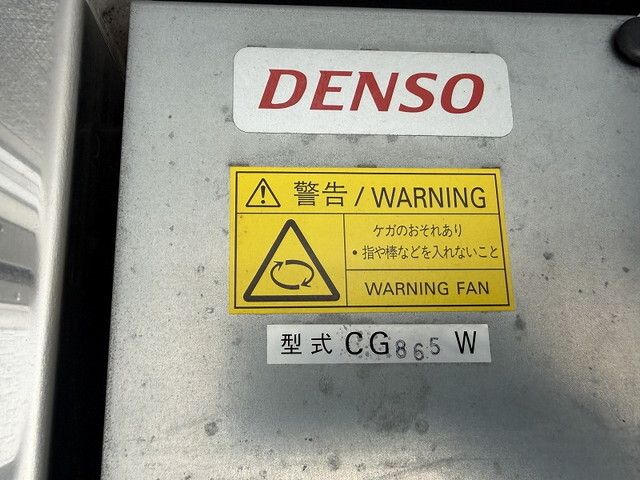 DENSO
警告 / WARNING
ケガのおそれあり
・指や棒などを入れないこと
WARNING FAN
型式 CG865W